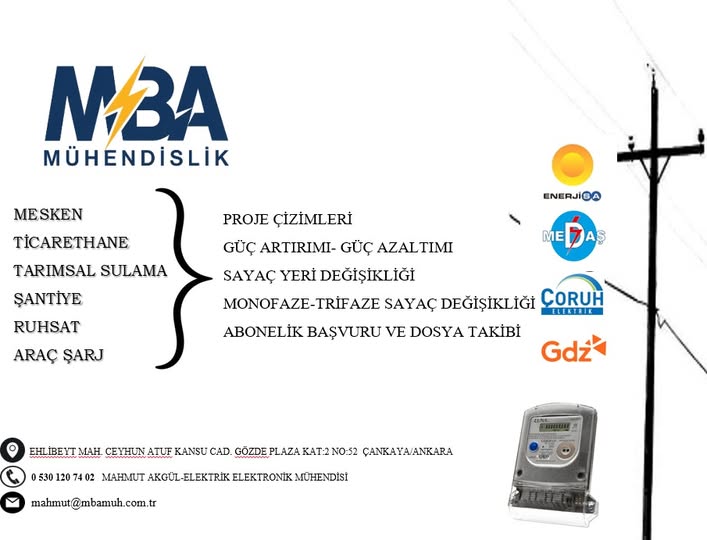 MBA
MÜHENDİSLİK
MESKEN
TİCARETHANE
TARIMSAL SULAMA
ŞANTİYE
RUHSAT
ARAÇ ŞARJ
PROJE ÇİZİMLERİ
GÜÇ ARTIRIMI- GÜÇ AZALTIMI
SAYAÇ YERİ DEĞİŞİKLİĞİ
MONOFAZE-TRİFAZE SAYAÇ DEĞİŞİKLİĞİ
ABONELİK BAŞVURU VE DOSYA TAKİBİ
ENERJİSA
MEDAŞ
ÇORUH
ELEKTRİK
Gdz
EHLİBEYT MAH. CEYHUN ATUF KANSU CAD. GÖZDE PLAZA KAT:2 NO:52 ÇANKAYA/ANKARA
0 530 120 74 02 MAHMUT AKGÜL-ELEKTRİK ELEKTRONİK MÜHENDİSİ
mahmut@mbamuh.com.tr